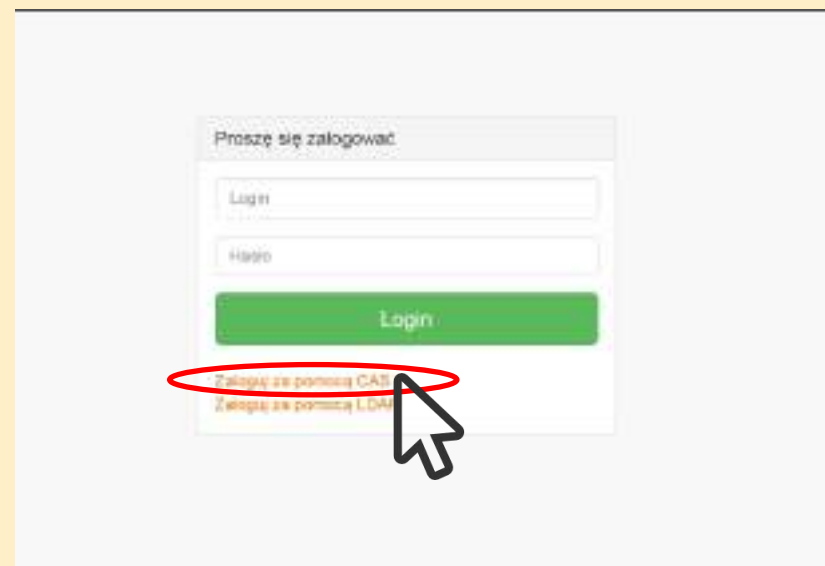 Proszę się zalogować
Login
Hasło
Login
Zaloguj za pomocą CAS
Zaloguj za pomocą LDAP